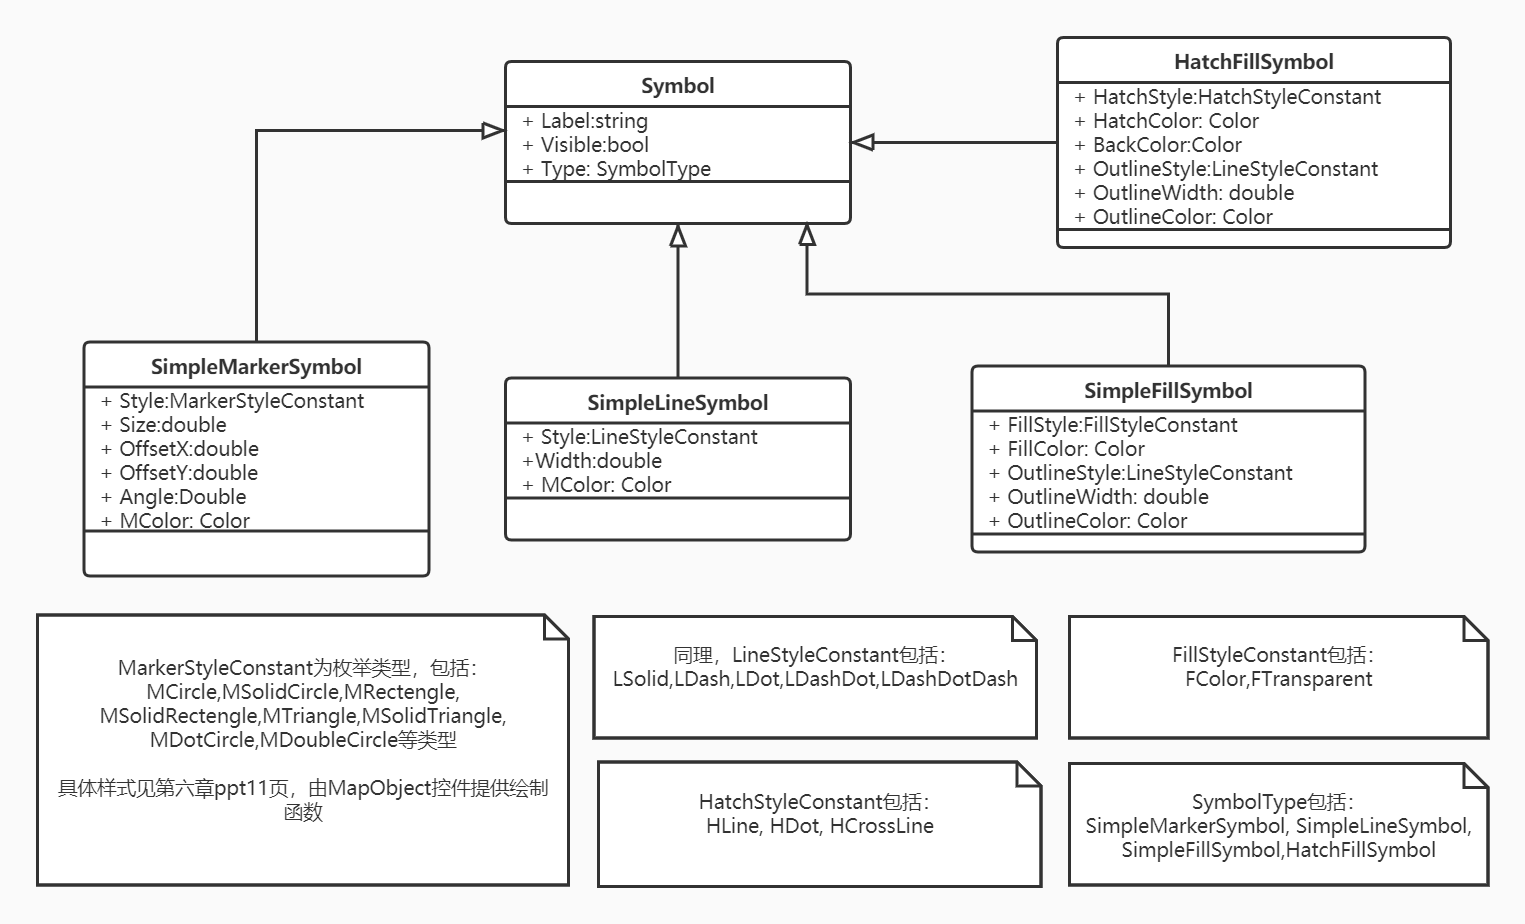 Symbol
+ Label:string
+ Visible:bool
+ Type: SymbolType
HatchFillSymbol
+ HatchStyle:HatchStyleConstant
+ HatchColor: Color
+ BackColor:Color
+ OutlineStyle:LineStyleConstant
+ OutlineWidth: double
+ OutlineColor: Color
SimpleMarkerSymbol
+ Style:MarkerStyleConstant
+ Size:double
+ OffsetX:double
+ OffsetY:double
+ Angle:Double
+ MColor: Color
SimpleLineSymbol
+ Style:LineStyleConstant
+Width:double
+ MColor: Color
SimpleFillSymbol
+ FillStyle:FillStyleConstant
+ FillColor: Color
+ OutlineStyle:LineStyleConstant
+ OutlineWidth: double
+ OutlineColor: Color
MarkerStyleConstant为枚举类型，包括：
MCircle,MSolidCircle,MRectengle,
MSolidRectengle,MTriangle,MSolidTriangle,
MDotCircle,MDoubleCircle等类型
具体样式见第六章ppt11页，由MapObject控件提供绘制
函数
同理，LineStyleConstant包括：
LSolid,LDash,LDot,LDashDot,LDashDotDash
FillStyleConstant包括：
FColor,FTransparent
HatchStyleConstant包括：
HLine, HDot, HCrossLine
SymbolType包括：
SimpleMarkerSymbol, SimpleLineSymbol,
SimpleFillSymbol,HatchFillSymbol